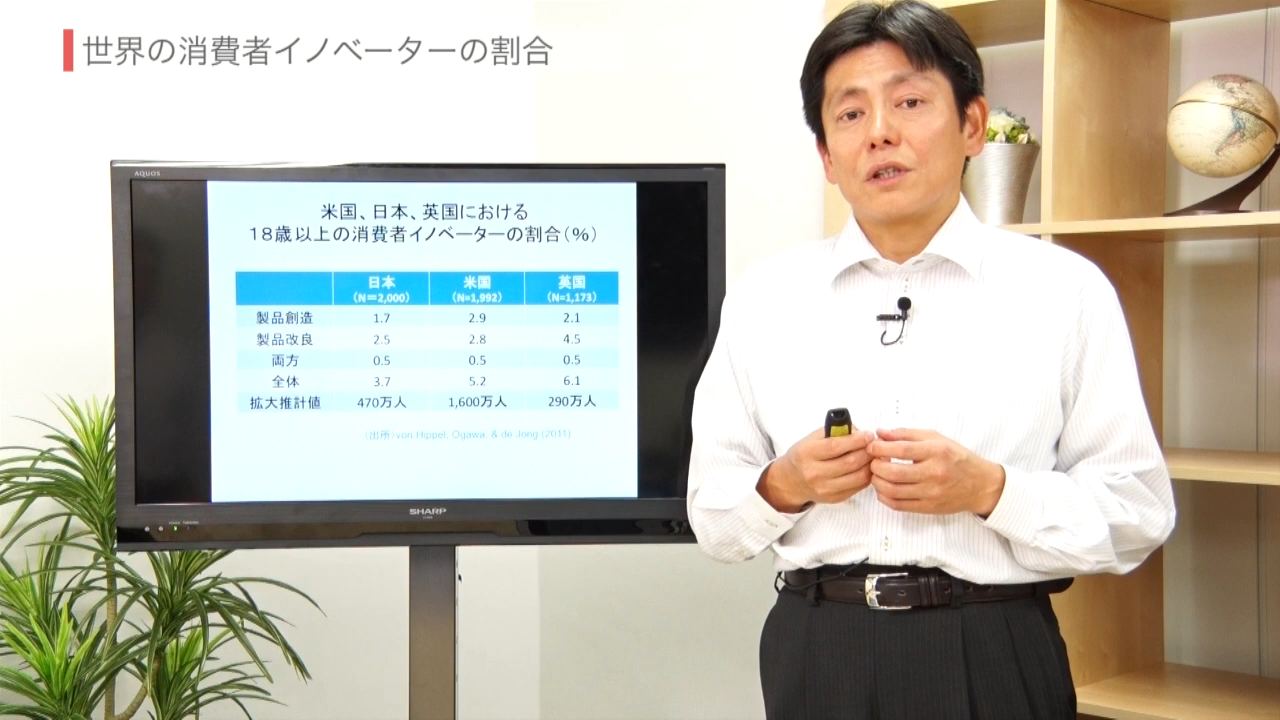 世界の消費者イノベーターの割合
AQUOS
米国、日本、英国における
18歳以上の消費者イノベーターの割合(%)
日本 米国 英国
(N=2,000) (N=1,992) (N=1,173)
製品創造 1.7 2.9 2.1
製品改良 2.5 2.8 4.5
両方 0.5 0.5 0.5
全体 3.7 5.2 6.1
拡大推計値 470万人 1,600万人 290万人
(出所)von Hippel, Ogawa, & de Jong (2011)
SHARP